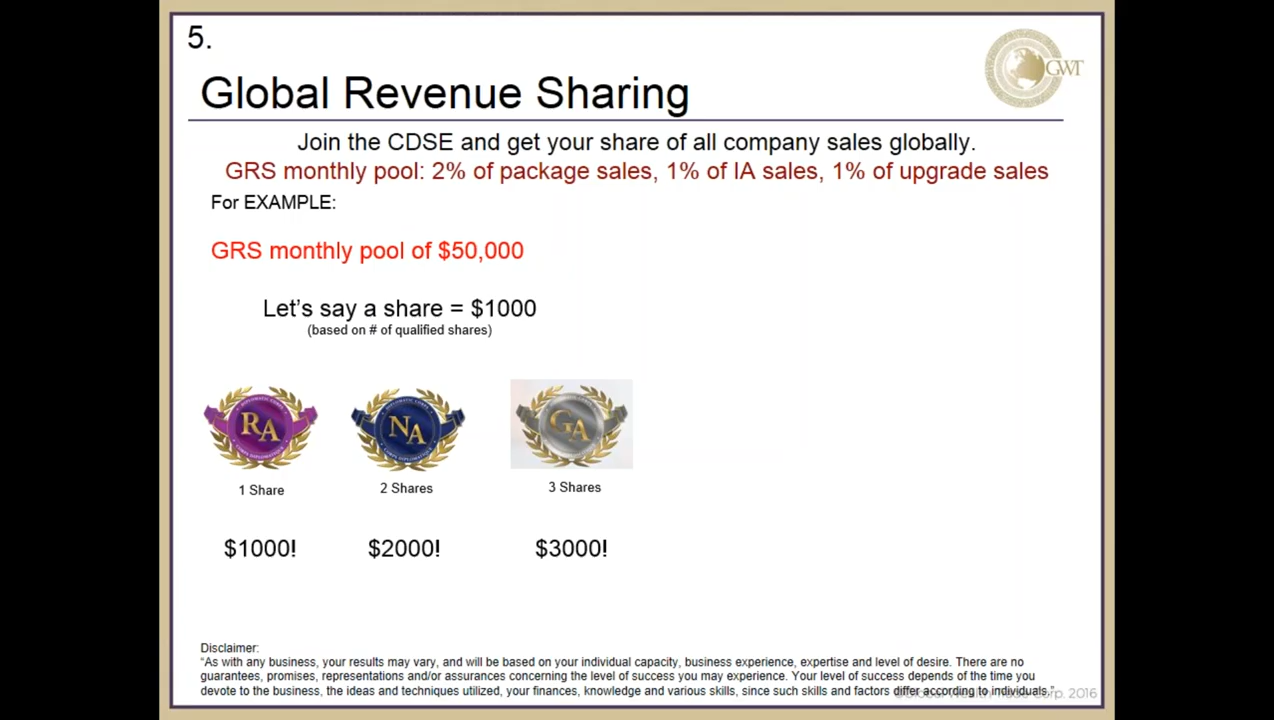 5.
GWT
Global Revenue Sharing
Join the CDSE and get your share of all company sales globally.
GRS monthly pool: 2% of package sales, 1% of IA sales, 1% of upgrade sales
For EXAMPLE:
GRS monthly pool of $50,000
Let’s say a share = $1000
(based on # of qualified shares)
RA NA GA
1 Share 2 Shares 3 Shares
$1000! $2000! $3000!
Disclaimer:
“As with any business, your results may vary, and will be based on your individual capacity, business experience, expertise and level of desire. There are no
guarantees, promises, representations and/or assurances concerning the level of success you may experience. Your level of success depends of the time you
devote to the business, the ideas and techniques utilized, your finances, knowledge and various skills, since such skills and factors differ according to individuals.”
©Global Wealth Trade Corp. 2016